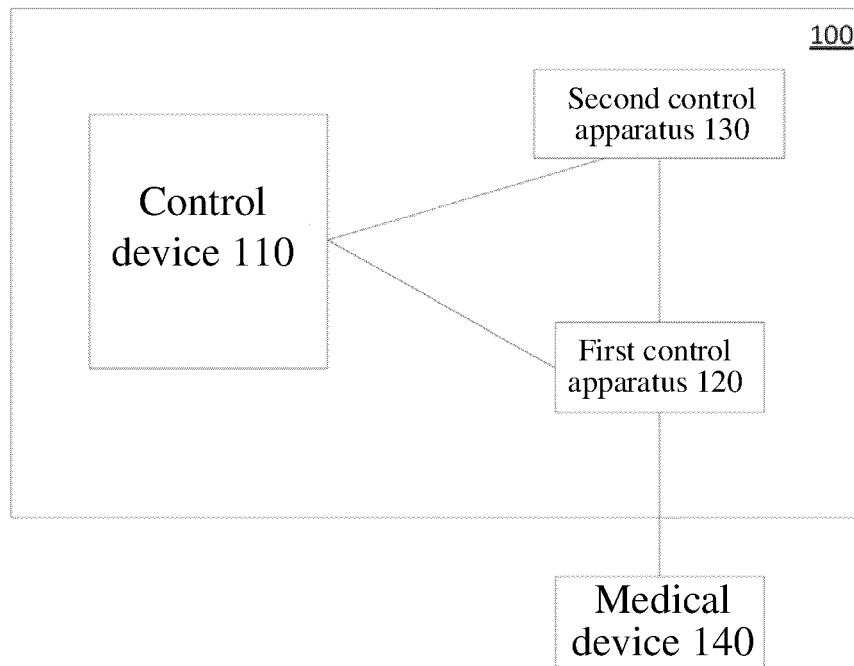 100
Second control
apparatus 130
Control
device 110
First control
apparatus 120
Medical
device 140